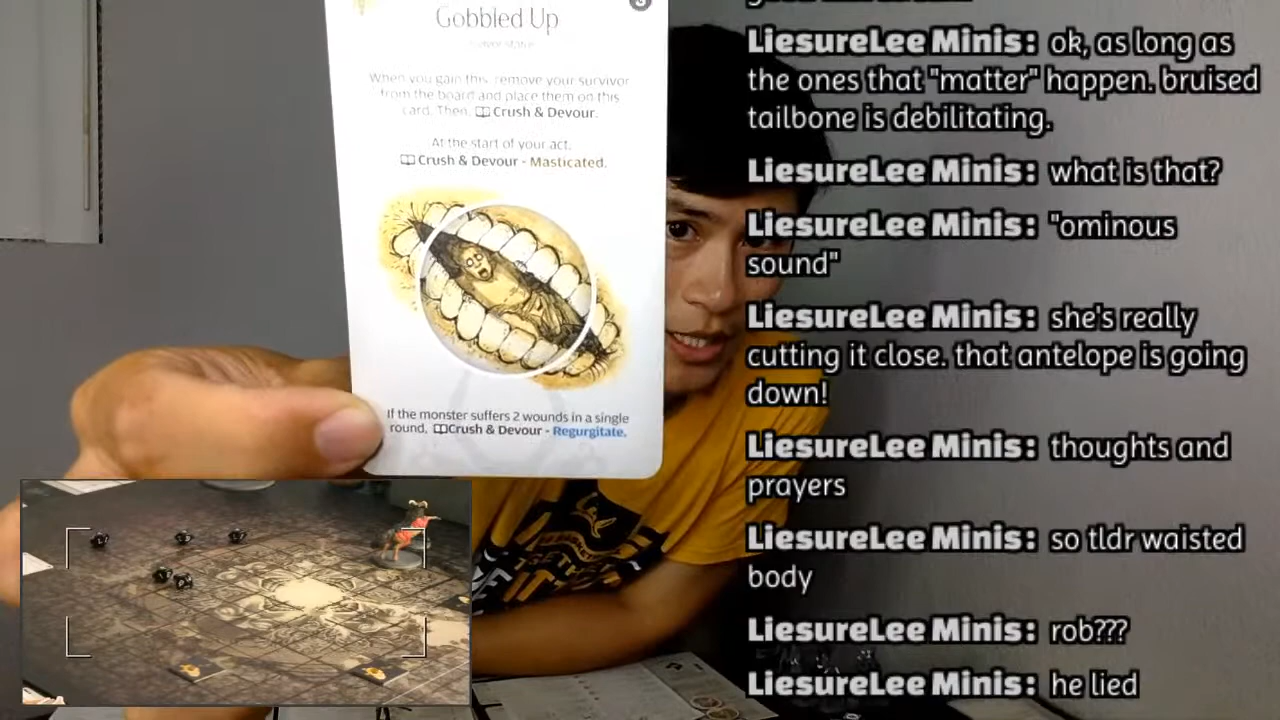 Gobbled Up
When you gain this, remove your survivor
from the board and place them on this
card. Then, Crush & Devour.
At the start of your act,
Crush & Devour - Masticated.
If the monster suffers 2 wounds in a single
round, Crush & Devour - Regurgitate.
LiesureLee Minis: ok, as long as
the ones that "matter" happen. bruised
tailbone is debilitating.
LiesureLee Minis: what is that?
LiesureLee Minis: "ominous
sound"
LiesureLee Minis: she's really
cutting it close. that antelope is going
down!
LiesureLee Minis: thoughts and
prayers
LiesureLee Minis: so tldr waisted
body
LiesureLee Minis: rob???
LiesureLee Minis: he lied